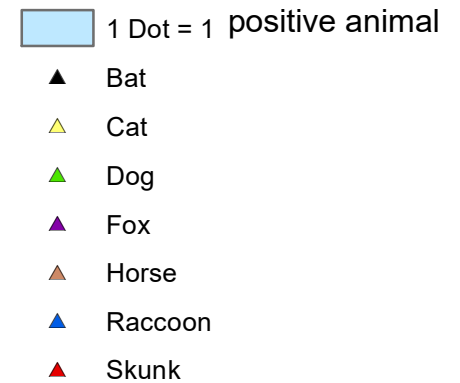 1 Dot = 1 positive animal
Bat
Cat
Dog
Fox
Horse
Raccoon
Skunk